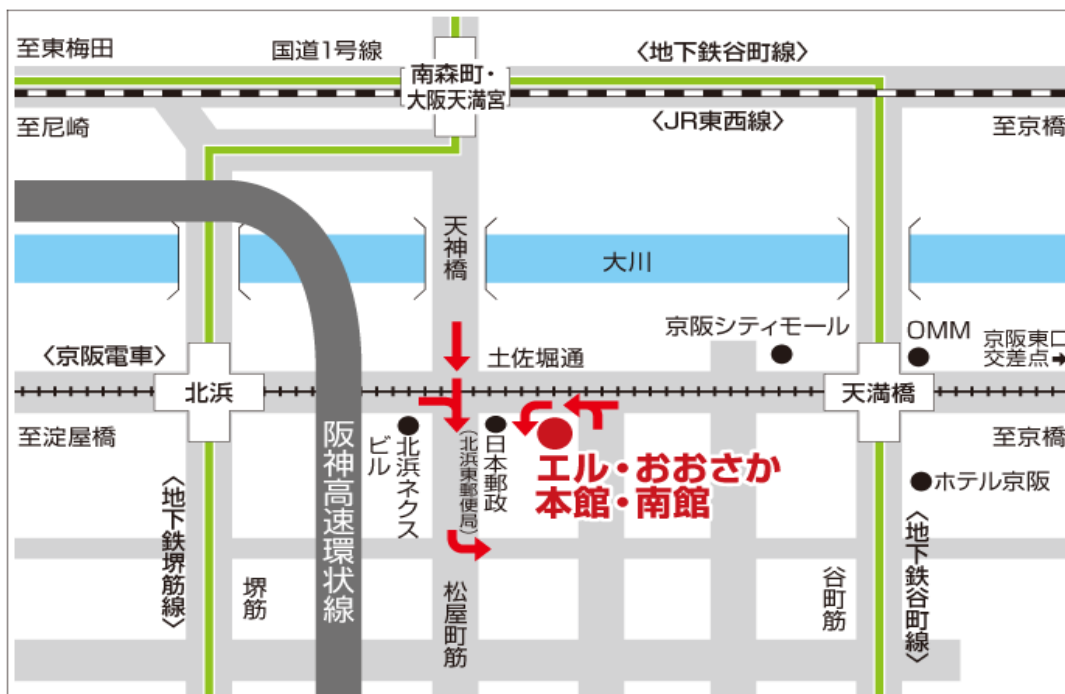 至東梅田
国道1号線
南森町・
大阪天満宮
〈地下鉄谷町線〉
至尼崎
〈JR東西線〉
至京橋
天神橋
大川
京阪シティモール
OMM
京阪東口
交差点➡
〈京阪電車〉
土佐堀通
北浜
天満橋
至淀屋橋
至京橋
阪神高速環状線
北浜ネクス
ビル
(北浜東郵便局)
日本郵政
エル・おおさか
本館・南館
ホテル京阪
〈地下鉄堺筋線〉
堺筋
松屋町筋
谷町筋
〈地下鉄谷町線〉